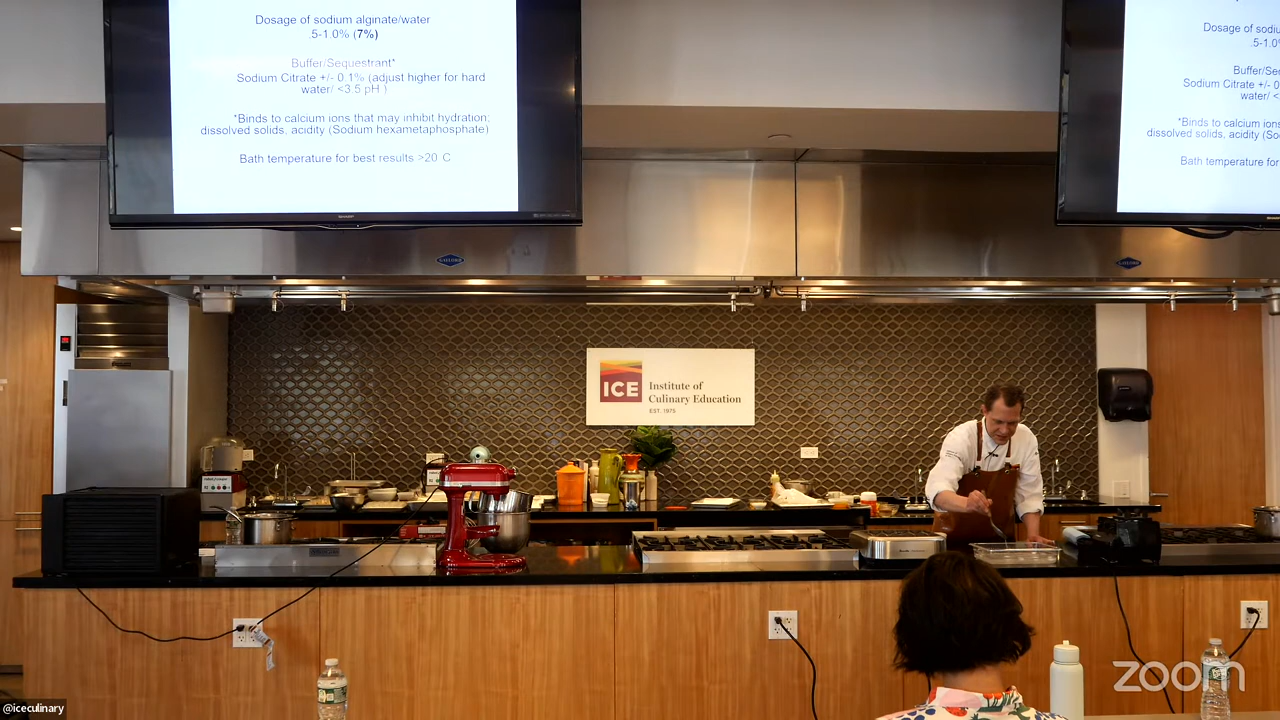 Dosage of sodium alginate/water
.5-1.0% (7%)
Buffer/Sequestrant*
Sodium Citrate +/- 0.1% (adjust higher for hard
water/ <3.5 pH )
*Binds to calcium ions that may inhibit hydration;
dissolved solids, acidity (Sodium hexametaphosphate)
Bath temperature for best results >20 C
SHARP
Dosage of sodiu
.5-1.0%
Buffer/Se
Sodium Citrate +/- 0
water/ <
*Binds to calcium ions
dissolved solids, acidity (So
Bath temperature for
ICE
Institute of
Culinary Education
EST. 1975
zoom
@iceculinary